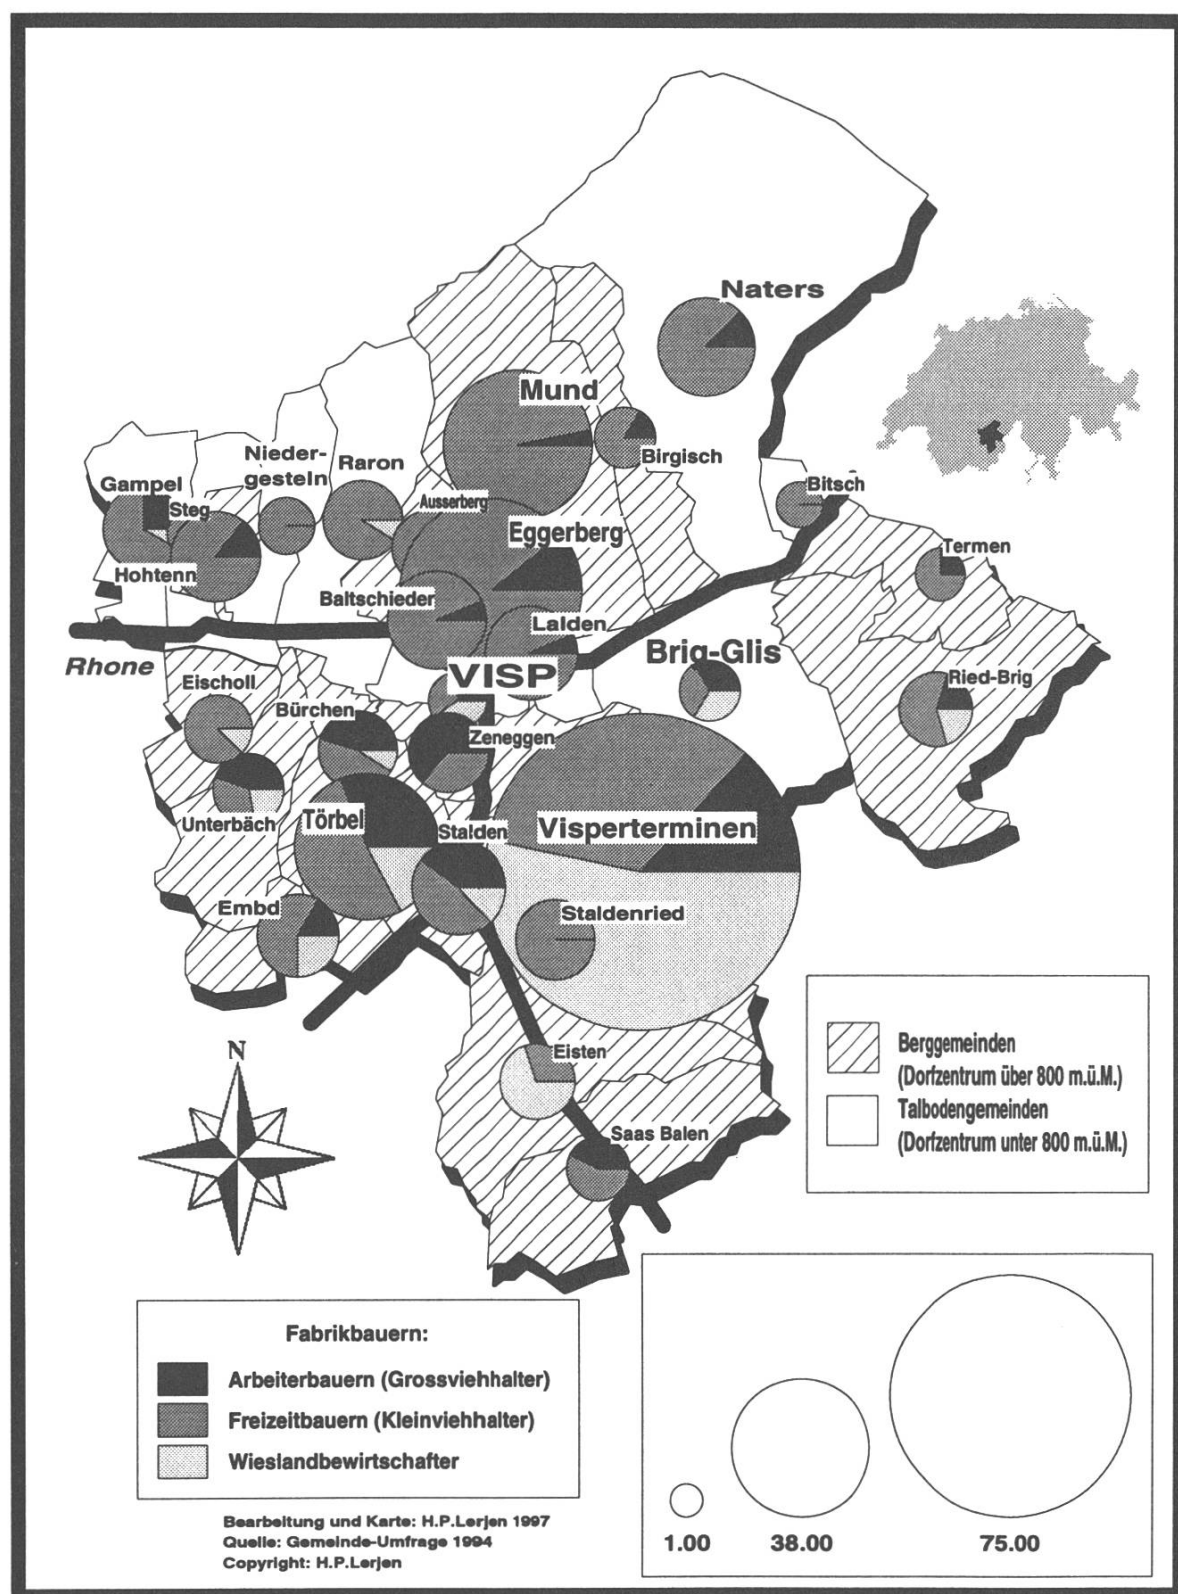 Naters
Mund
Birgisch
Nieder-
gesteln
Raron
Gampel
Steg
Ausserberg
Bitsch
Eggerberg
Termen
Hohtenn
Baltschieder
Lalden
Rhone
Brig-Glis
VISP
Ried-Brig
Eischoll
Bürchen
Zeneggen
Unterbäch
Törbel
Stalden
Visperterminen
Embd
Staldenried
Eisten
Saas Balen
N
Berggemeinden
(Dorfzentrum über 800 m.ü.M.)
Talbodengemeinden
(Dorfzentrum unter 800 m.ü.M.)
Fabrikbauern:
Arbeiterbauern (Grossviehhalter)
Freizeitbauern (Kleinviehhalter)
Wieslandbewirtschafter
1.00
38.00
75.00
Bearbeitung und Karte: H.P.Lerjen 1997
Quelle: Gemeinde-Umfrage 1994
Copyright: H.P.Lerjen